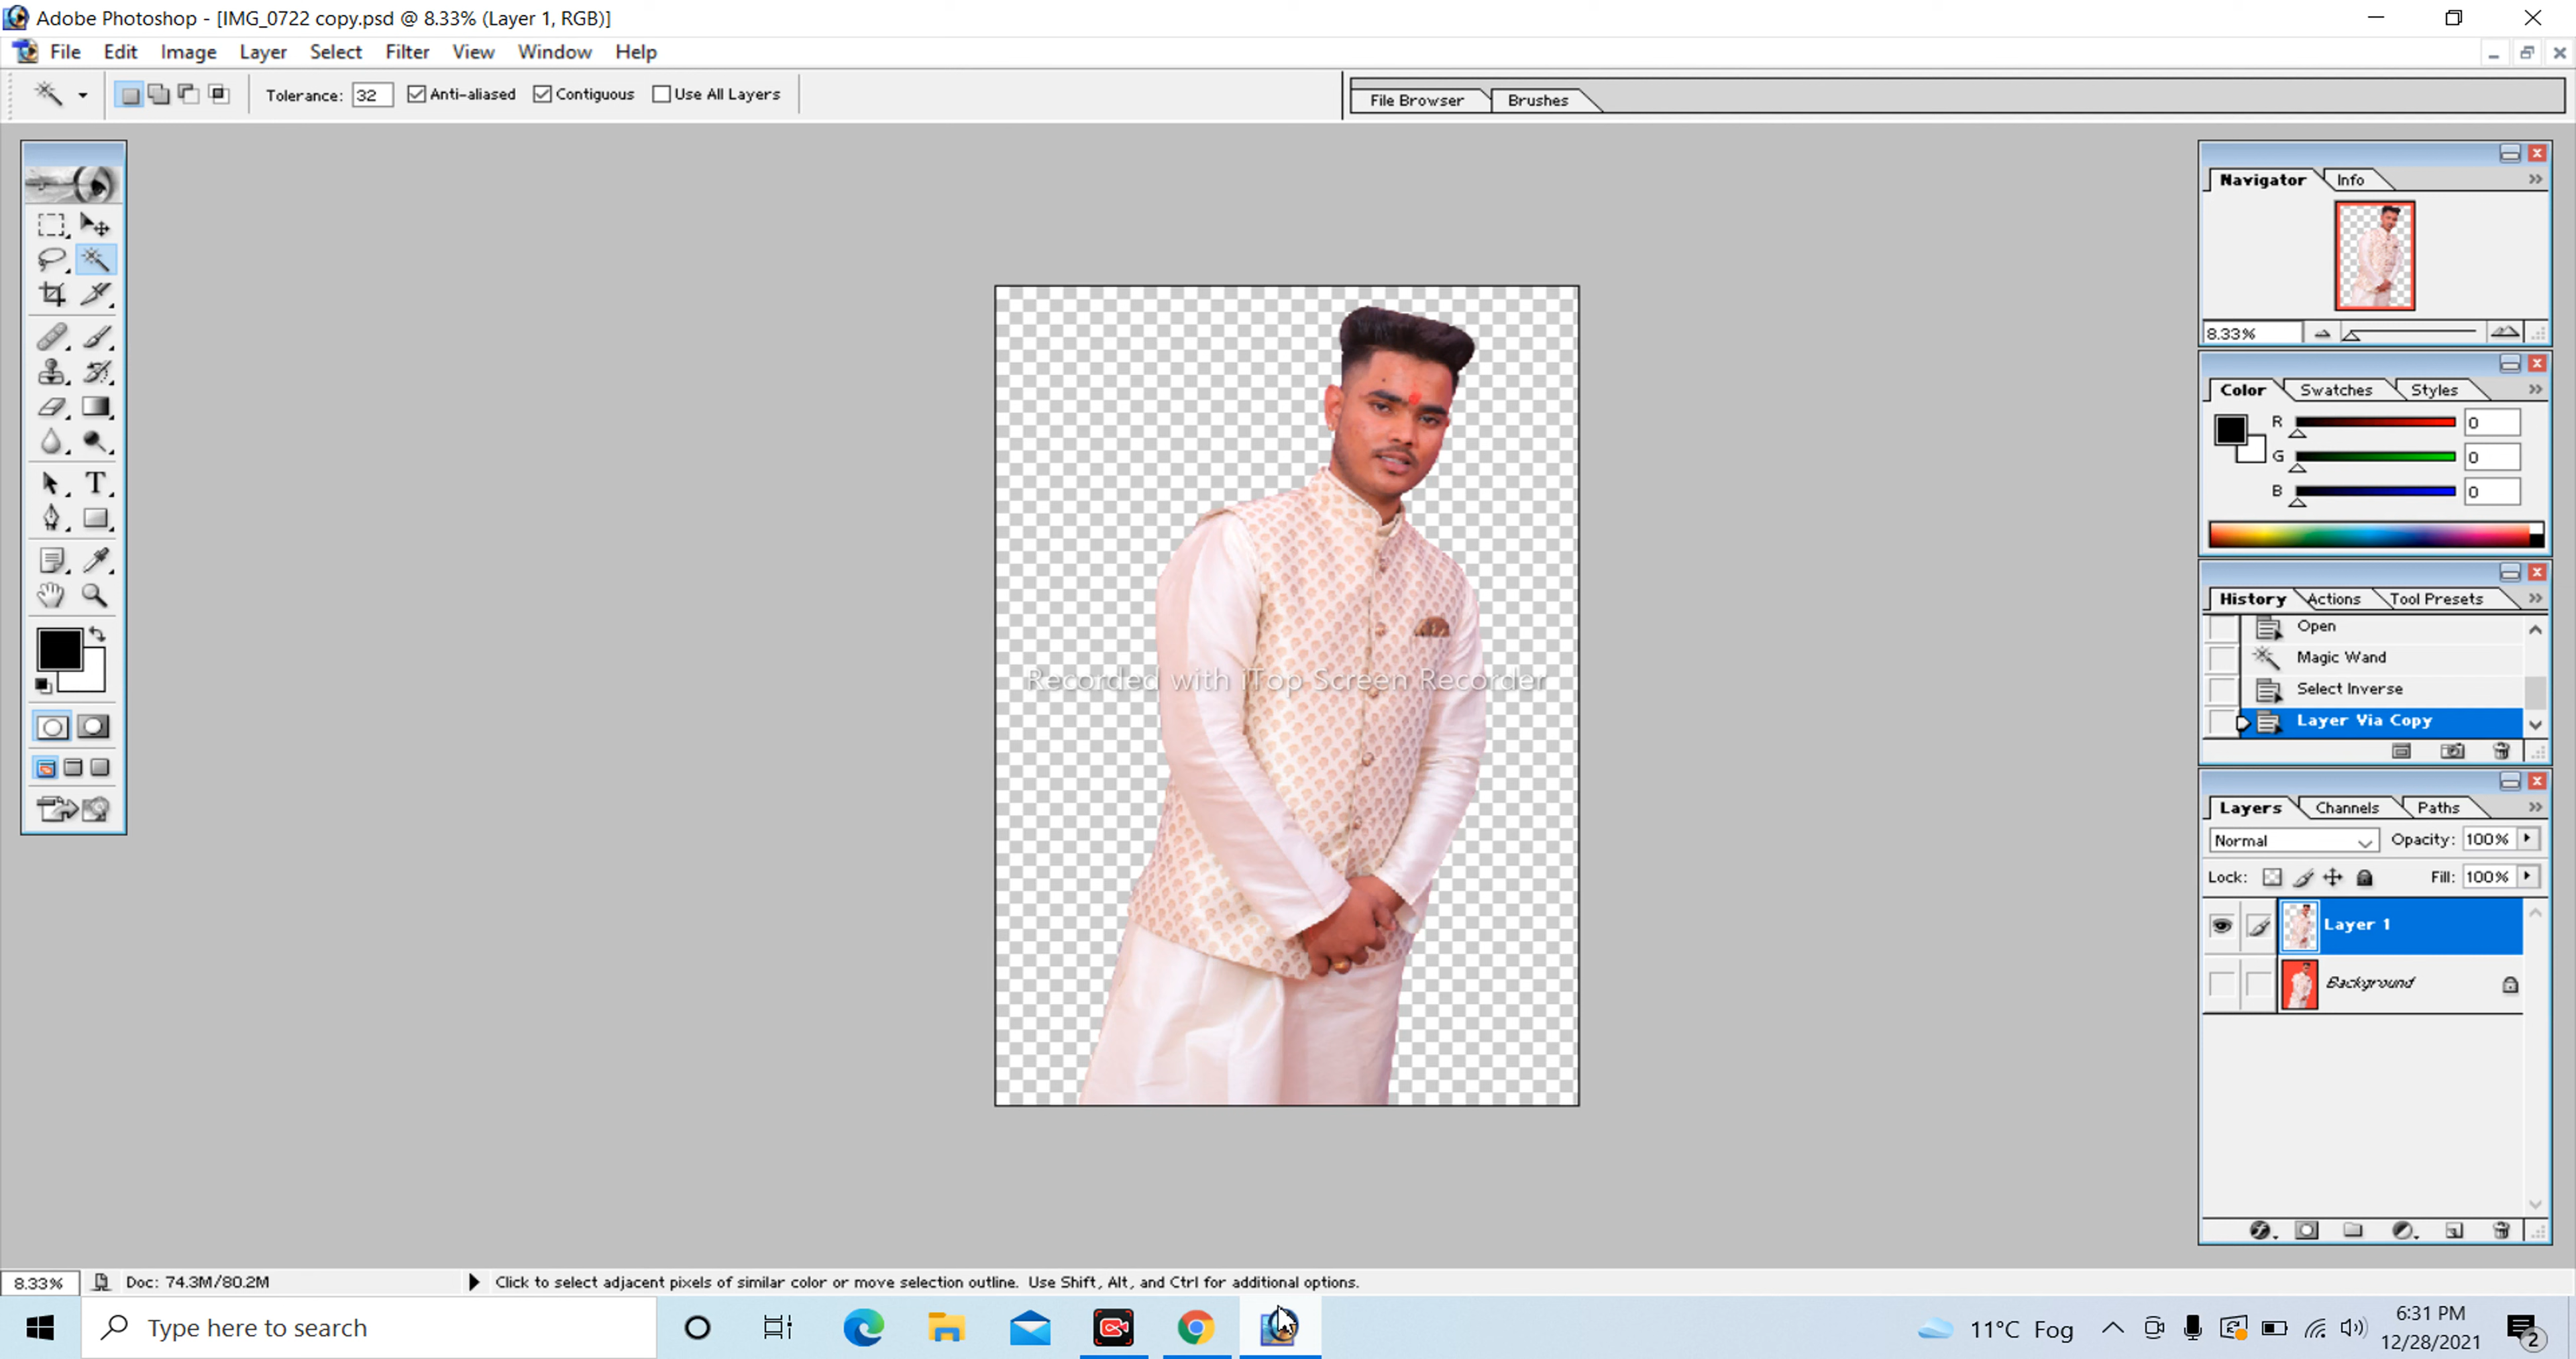 Adobe Photoshop - [IMG_0722 copy.psd @ 8.33% (Layer 1, RGB)]
File Edit Image Layer Select Filter View Window Help
Tolerance: 32 Anti-aliased Contiguous Use All Layers
File Browser Brushes
Navigator Info
8.33%
Color Swatches Styles
R 0
G 0
B 0
History Actions Tool Presets
Open
Magic Wand
Select Inverse
Layer Via Copy
Recorded with iTop Screen Recorder
Layers Channels Paths
Normal Opacity: 100%
Lock: Fill: 100%
Layer 1
Background
8.33% Doc: 74.3M/80.2M Click to select adjacent pixels of similar color or move selection outline. Use Shift, Alt, and Ctrl for additional options.
Type here to search
11°C Fog
6:31 PM
12/28/2021
2